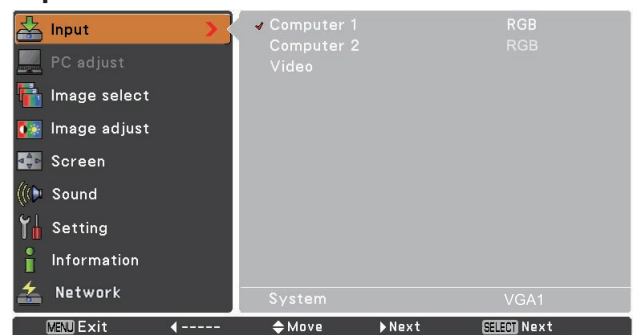 Input
PC adjust
Image select
Image adjust
Screen
Sound
Setting
Information
Network
Computer 1 RGB
Computer 2 RGB
Video
System VGA1
MENU Exit ----- Move Next SELECT Next